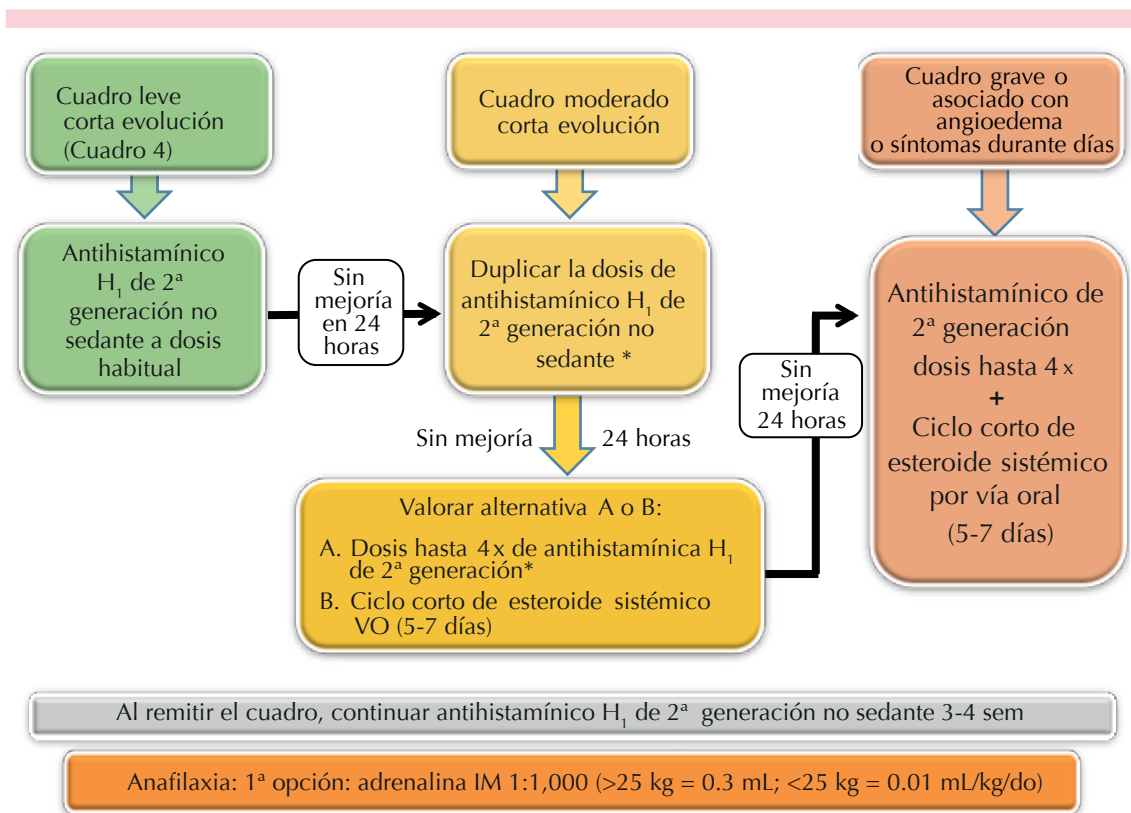 Cuadro leve
corta evolución
(Cuadro 4)
Cuadro moderado
corta evolución
Cuadro grave o
asociado con
angioedema
o síntomas durante días
Antihistamínico
H₁ de 2ª
generación no
sedante a dosis
habitual
Sin
mejoría
en 24
horas
Duplicar la dosis de
antihistamínico H₁ de
2ª generación no
sedante *
Sin mejoría 24 horas
Valorar alternativa A o B:
A. Dosis hasta 4x de antihistamínica H₁
de 2ª generación*
B. Ciclo corto de esteroide sistémico
VO (5-7 días)
Sin
mejoría
24 horas
Antihistamínico de
2ª generación
dosis hasta 4x
+
Ciclo corto de
esteroide sistémico
por vía oral
(5-7 días)
Al remitir el cuadro, continuar antihistamínico H₁ de 2ª generación no sedante 3-4 sem
Anafilaxia: 1ª opción: adrenalina IM 1:1,000 (>25 kg = 0.3 mL; <25 kg = 0.01 mL/kg/do)